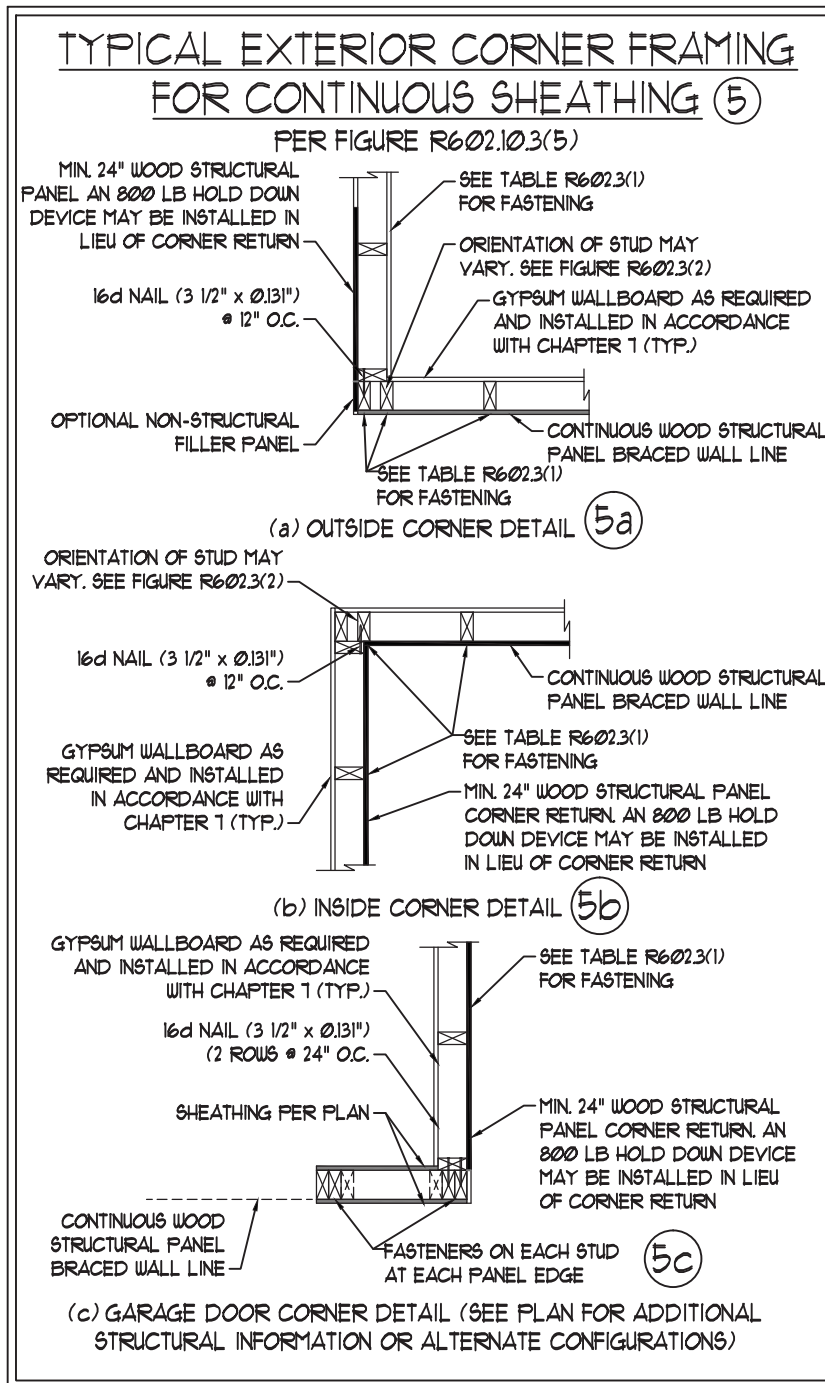 TYPICAL EXTERIOR CORNER FRAMING
FOR CONTINUOUS SHEATHING 5
PER FIGURE R602.10.3(5)
MIN. 24" WOOD STRUCTURAL
PANEL AN 800 LB HOLD DOWN
DEVICE MAY BE INSTALLED IN
LIEU OF CORNER RETURN
SEE TABLE R602.3(1)
FOR FASTENING
ORIENTATION OF STUD MAY
VARY. SEE FIGURE R602.3(2)
16d NAIL (3 1/2" x Ø.131")
@ 12" O.C.
GYPSUM WALLBOARD AS REQUIRED
AND INSTALLED IN ACCORDANCE
WITH CHAPTER 7 (TYP.)
OPTIONAL NON-STRUCTURAL
FILLER PANEL
CONTINUOUS WOOD STRUCTURAL
PANEL BRACED WALL LINE
SEE TABLE R602.3(1)
FOR FASTENING
(a) OUTSIDE CORNER DETAIL 5a
ORIENTATION OF STUD MAY
VARY. SEE FIGURE R602.3(2)
16d NAIL (3 1/2" x Ø.131")
@ 12" O.C.
CONTINUOUS WOOD STRUCTURAL
PANEL BRACED WALL LINE
SEE TABLE R602.3(1)
FOR FASTENING
GYPSUM WALLBOARD AS
REQUIRED AND INSTALLED
IN ACCORDANCE WITH
CHAPTER 7 (TYP.)
MIN. 24" WOOD STRUCTURAL PANEL
CORNER RETURN. AN 800 LB HOLD
DOWN DEVICE MAY BE INSTALLED
IN LIEU OF CORNER RETURN
(b) INSIDE CORNER DETAIL 5b
GYPSUM WALLBOARD AS REQUIRED
AND INSTALLED IN ACCORDANCE
WITH CHAPTER 7 (TYP.)
SEE TABLE R602.3(1)
FOR FASTENING
16d NAIL (3 1/2" x Ø.131")
(2 ROWS @ 24" O.C.
SHEATHING PER PLAN
MIN. 24" WOOD STRUCTURAL
PANEL CORNER RETURN. AN
800 LB HOLD DOWN DEVICE
MAY BE INSTALLED IN LIEU
OF CORNER RETURN
CONTINUOUS WOOD
STRUCTURAL PANEL
BRACED WALL LINE
FASTENERS ON EACH STUD
AT EACH PANEL EDGE
5c
(c) GARAGE DOOR CORNER DETAIL (SEE PLAN FOR ADDITIONAL
STRUCTURAL INFORMATION OR ALTERNATE CONFIGURATIONS)